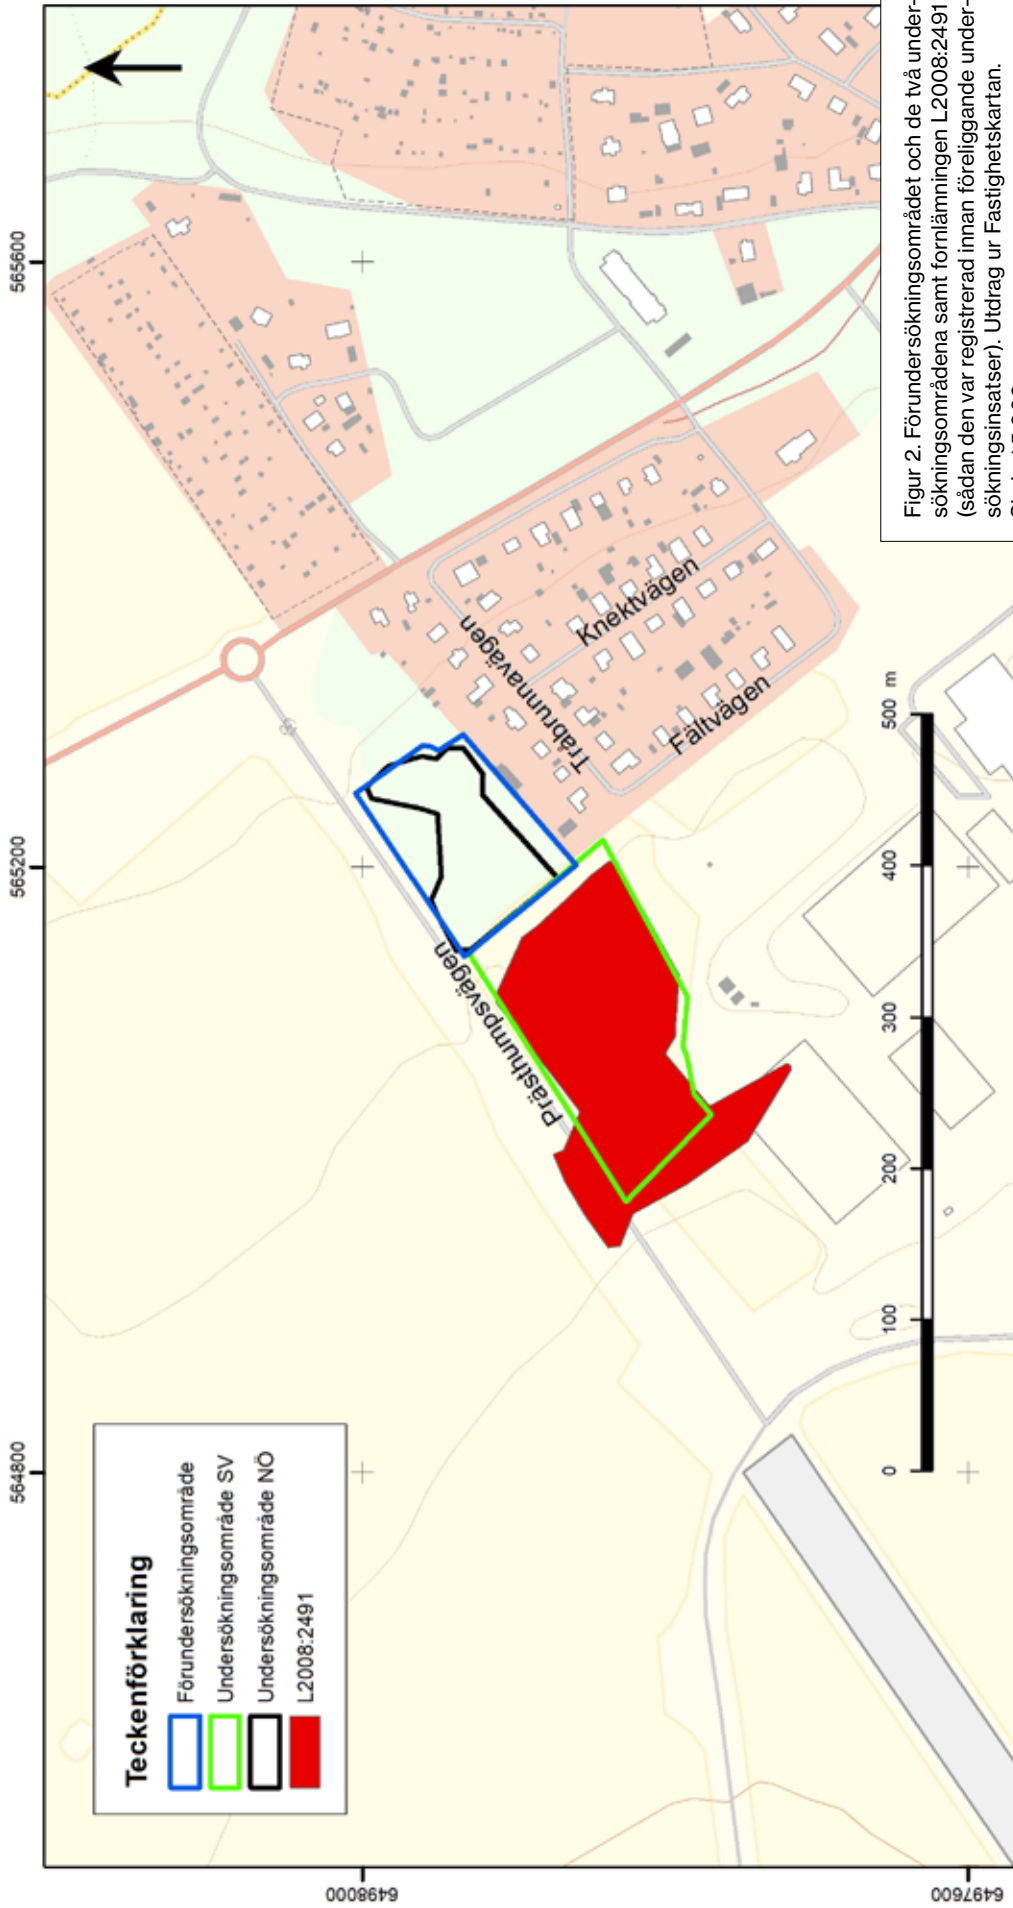 564800
565200
565600
6498000
6497600
Teckenförklaring
Förundersökningsområde
Undersökningsområde SV
Undersökningsområde NÖ
L2008:2491
Prästhumpsvägen
Träbrunnavägen
Knektvägen
Fältvägen
0 100 200 300 400 500 m
Figur 2. Förundersökningsområdet och de två under-
sökningsområdena samt fornlämningen L2008:2491
(sådan den var registrerad innan föreliggande under-
sökningsinsatser). Utdrag ur Fastighetskartan.